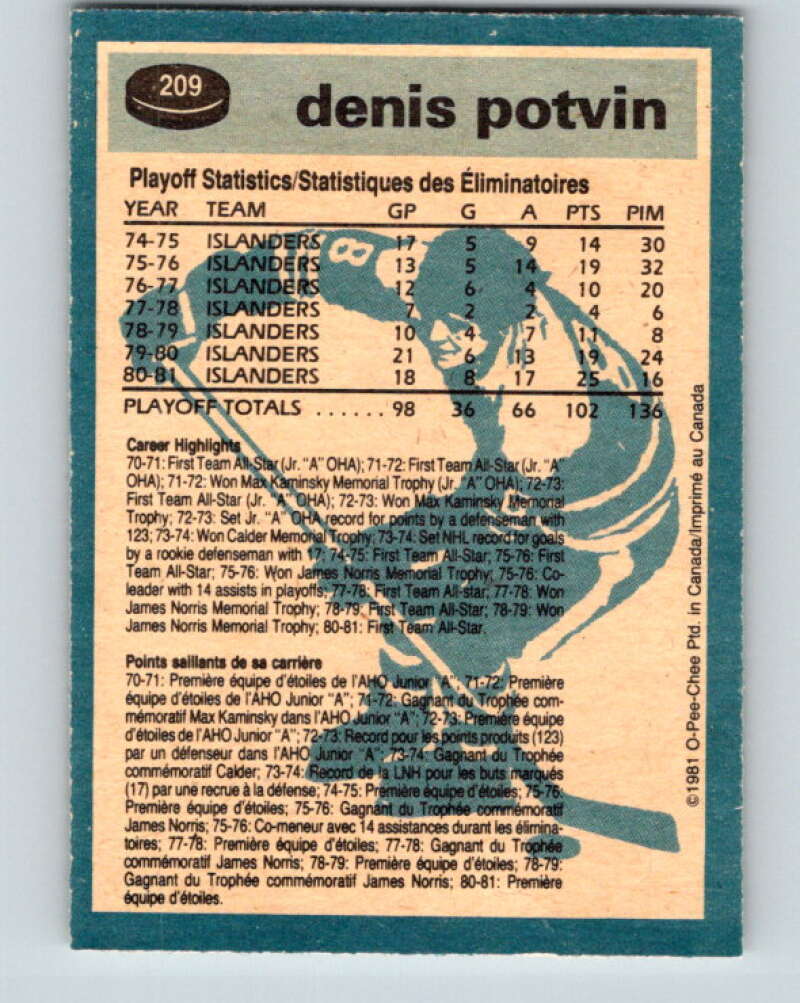 209
denis potvin
Playoff Statistics/Statistiques des Éliminatoires
YEAR TEAM GP G A PTS PIM
74-75 ISLANDERS 17 5 9 14 30
75-76 ISLANDERS 13 5 14 19 32
76-77 ISLANDERS 12 6 4 10 20
77-78 ISLANDERS 7 2 2 4 6
78-79 ISLANDERS 10 4 7 11 8
79-80 ISLANDERS 21 6 13 19 24
80-81 ISLANDERS 18 8 17 25 16
PLAYOFF TOTALS ...... 98 36 66 102 136
Career Highlights
70-71: First Team All-Star (Jr. "A" OHA); 71-72: First Team All-Star (Jr. "A"
OHA); 71-72: Won Max Kaminsky Memorial Trophy (Jr. "A" OHA); 72-73:
First Team All-Star (Jr. "A" OHA); 72-73: Won Max Kaminsky Memorial
Trophy; 72-73: Set Jr. "A" OHA record for points by a defenseman with
123; 73-74: Won Calder Memorial Trophy; 73-74: Set NHL record for goals
by a rookie defenseman with 17; 74-75: First Team All-Star; 75-76: First
Team All-Star; 75-76: Won James Norris Memorial Trophy; 75-76: Co-
leader with 14 assists in playoffs; 77-78: First Team All-star; 77-78: Won
James Norris Memorial Trophy; 78-79: First Team All-Star; 78-79: Won
James Norris Memorial Trophy; 80-81: First Team All-Star.
Points saillants de sa carrière
70-71: Première équipe d'étoiles de l'AHO Junior "A"; 71-72: Première
équipe d'étoiles de l'AHO Junior "A"; 71-72: Gagnant du Trophée com-
mémoratif Max Kaminsky dans l'AHO Junior "A"; 72-73: Première équipe
d'étoiles de l'AHO Junior "A"; 72-73: Record pour les points produits (123)
par un défenseur dans l'AHO Junior "A"; 73-74: Gagnant du Trophée
commémoratif Calder; 73-74: Record de la LNH pour les buts marqués
(17) par une recrue à la défense; 74-75: Première équipe d'étoiles; 75-76:
Première équipe d'étoiles; 75-76: Gagnant du Trophée commémoratif
James Norris; 75-76: Co-meneur avec 14 assistances durant les élimina-
toires; 77-78: Première équipe d'étoiles; 77-78: Gagnant du Trophée
commémoratif James Norris; 78-79: Première équipe d'étoiles; 78-79:
Gagnant du Trophée commémoratif James Norris; 80-81: Première
équipe d'étoiles.
©1981 O-Pee-Chee Ptd. in Canada/Imprimé au Canada
8